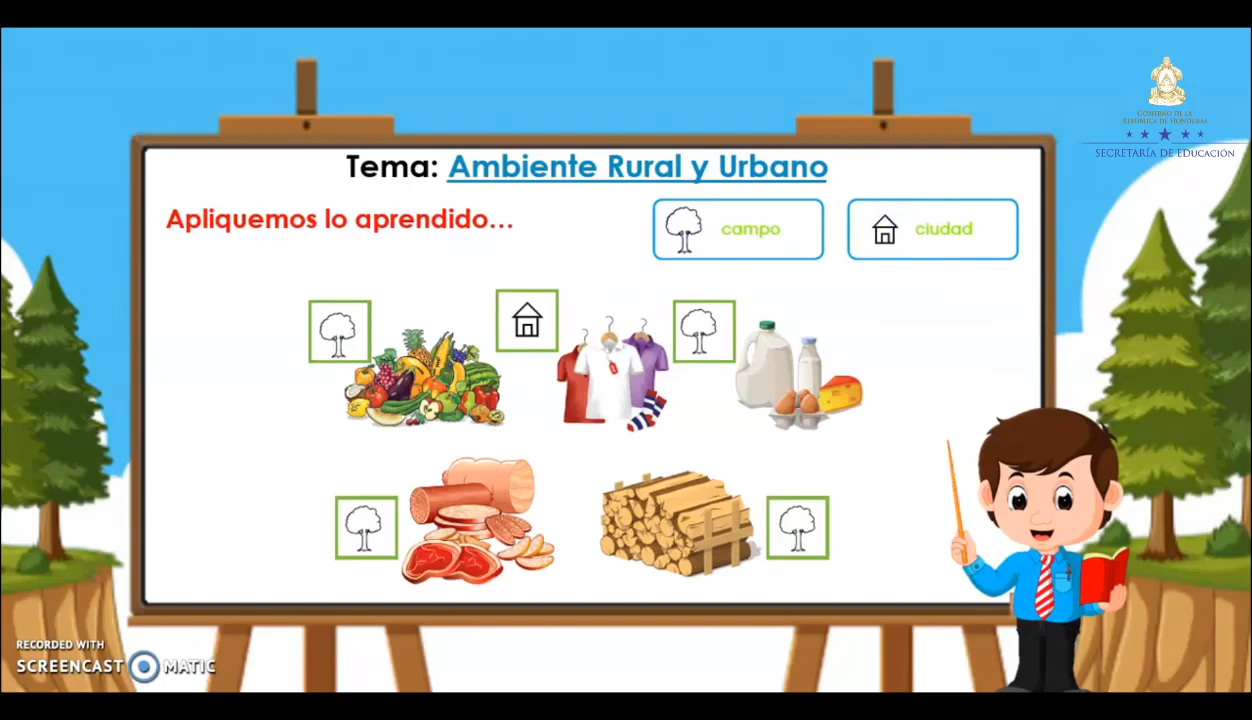 GOBIERNO DE LA
REPÚBLICA DE HONDURAS
SECRETARÍA DE EDUCACIÓN
Tema: Ambiente Rural y Urbano
Apliquemos lo aprendido...
campo
ciudad
RECORDED WITH
SCREENCAST MATIC